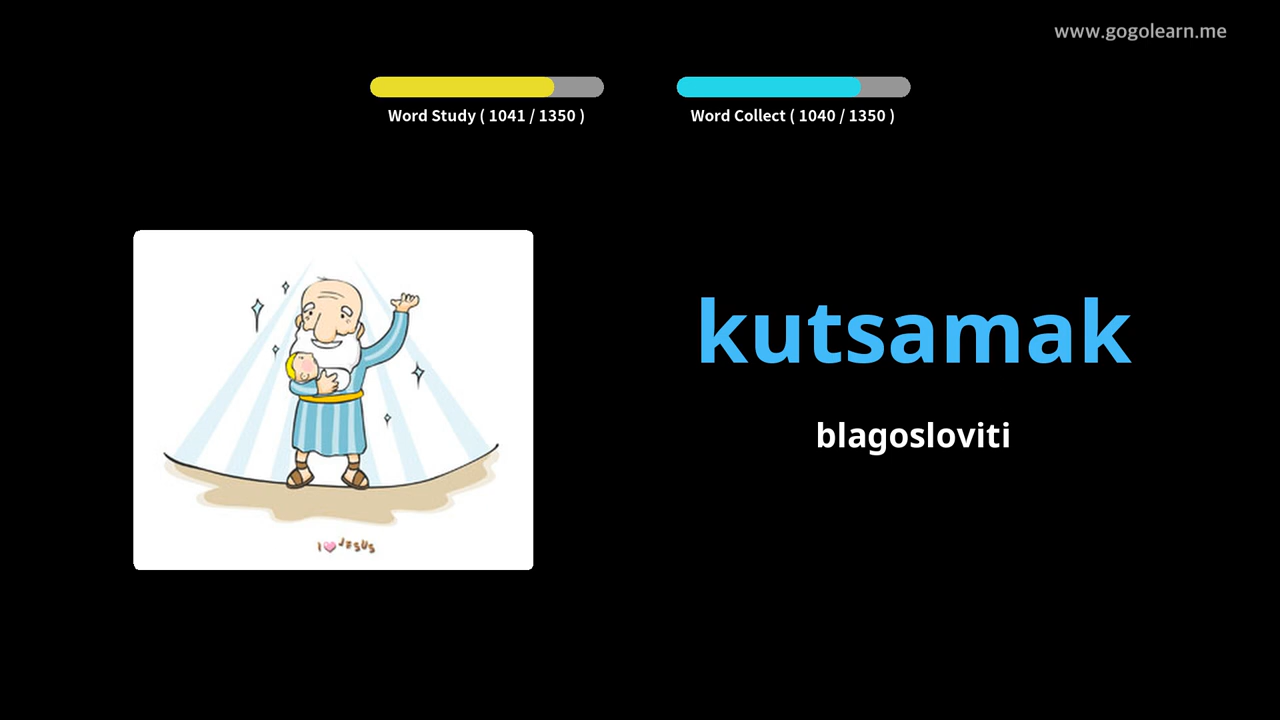 www.gogolearn.me
Word Study ( 1041 / 1350 )
Word Collect ( 1040 / 1350 )
kutsamak
blagosloviti
I JESUS